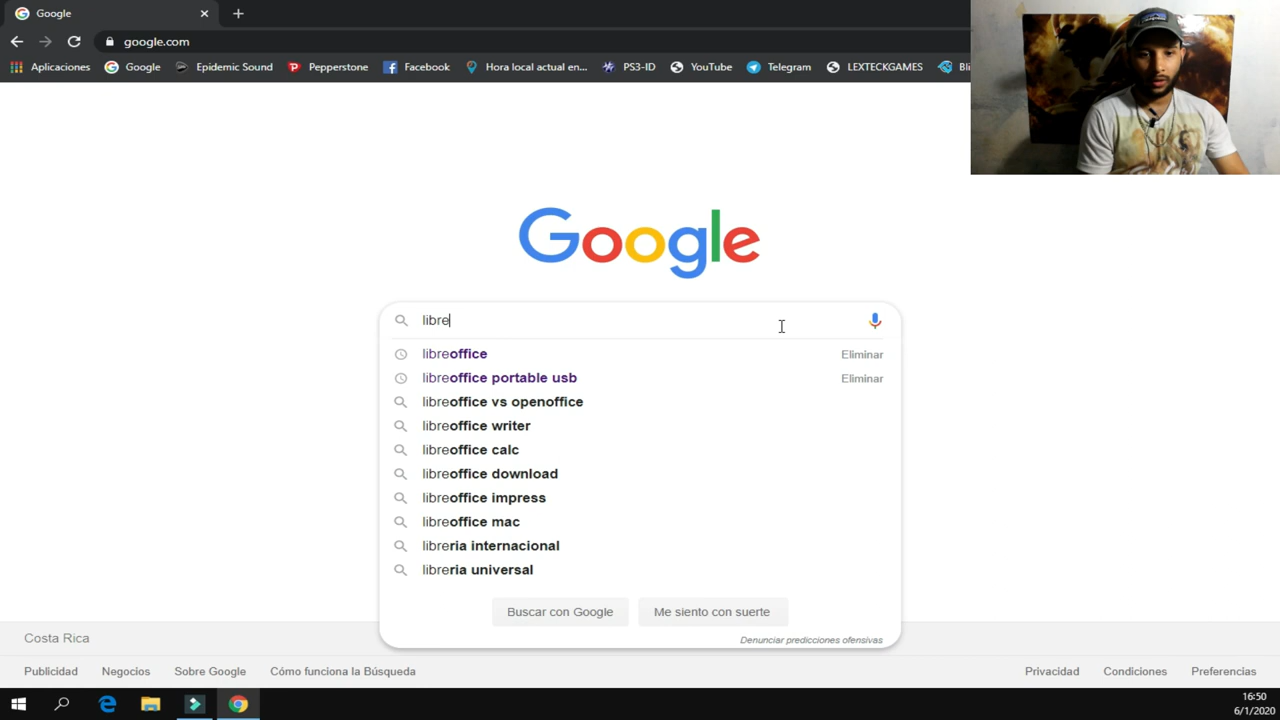 Google
google.com
Aplicaciones Google Epidemic Sound Pepperstone Facebook Hora local actual en... PS3-ID YouTube Telegram LEXTECKGAMES Bli
Google
libre
libreoffice Eliminar
libreoffice portable usb Eliminar
libreoffice vs openoffice
libreoffice writer
libreoffice calc
libreoffice download
libreoffice impress
libreoffice mac
libreria internacional
libreria universal
Buscar con Google Me siento con suerte
Denunciar predicciones ofensivas
Costa Rica
Publicidad Negocios Sobre Google Cómo funciona la Búsqueda Privacidad Condiciones Preferencias
16:50
6/1/2020